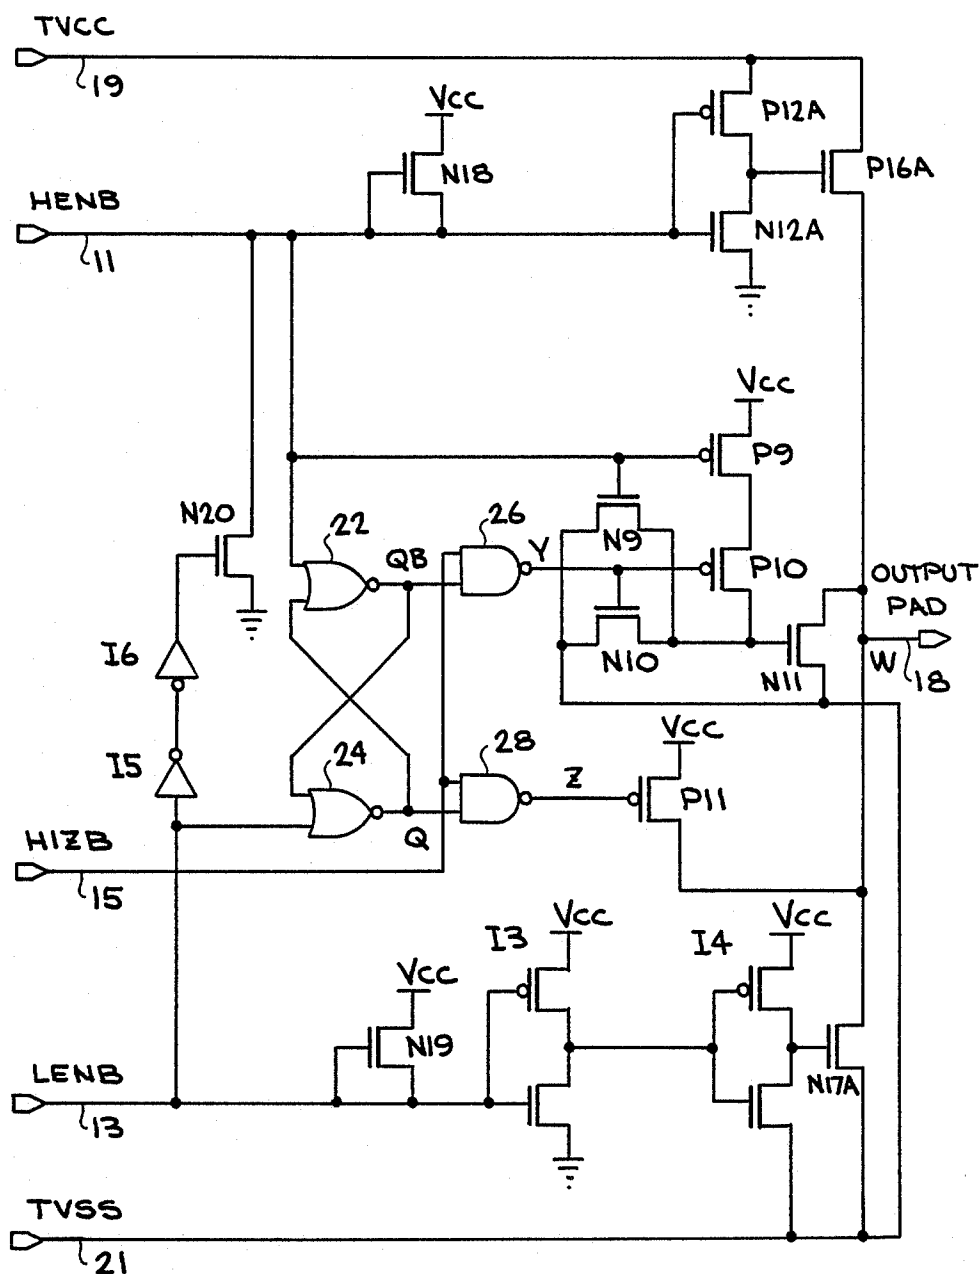 TVCC
19
VCC
P12A
N18
P16A
HENB
11
N12A
VCC
P9
N20
22
26
QB
Y
N9
P10
OUTPUT
PAD
I6
N10
N11
W
18
VCC
I5
24
28
Z
P11
HIZB
Q
15
VCC
VCC
I3
I4
VCC
N19
LENB
N17A
13
TVSS
21